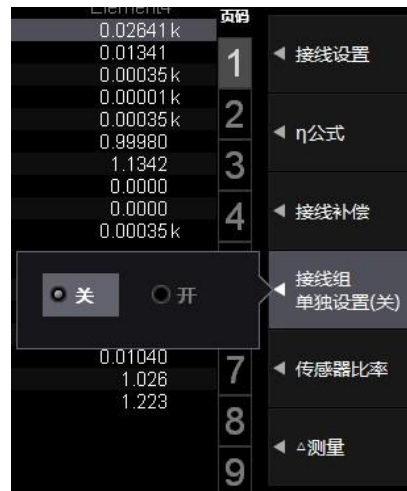 Element4
页码
0.02641 k
0.01341
0.00035 k
0.00001 k
0.00035 k
0.99980
1.1342
0.0000
0.0000
0.00035 k
0.01040
1.026
1.223
1
2
3
4
7
8
9
接线设置
η公式
接线补偿
接线组
单独设置(关)
传感器比率
△测量
关
开